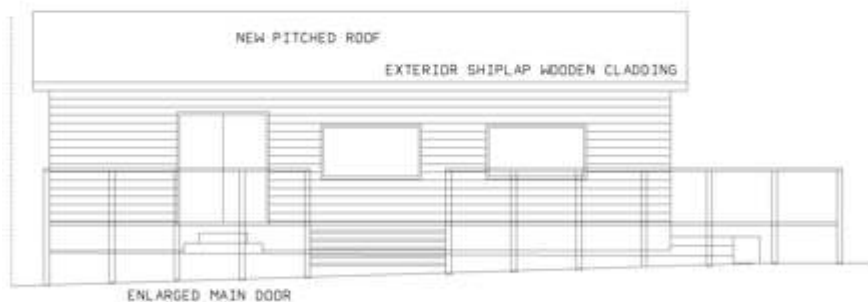 NEW PITCHED ROOF
EXTERIOR SHIPLAP WOODEN CLADDING
ENLARGED MAIN DOOR